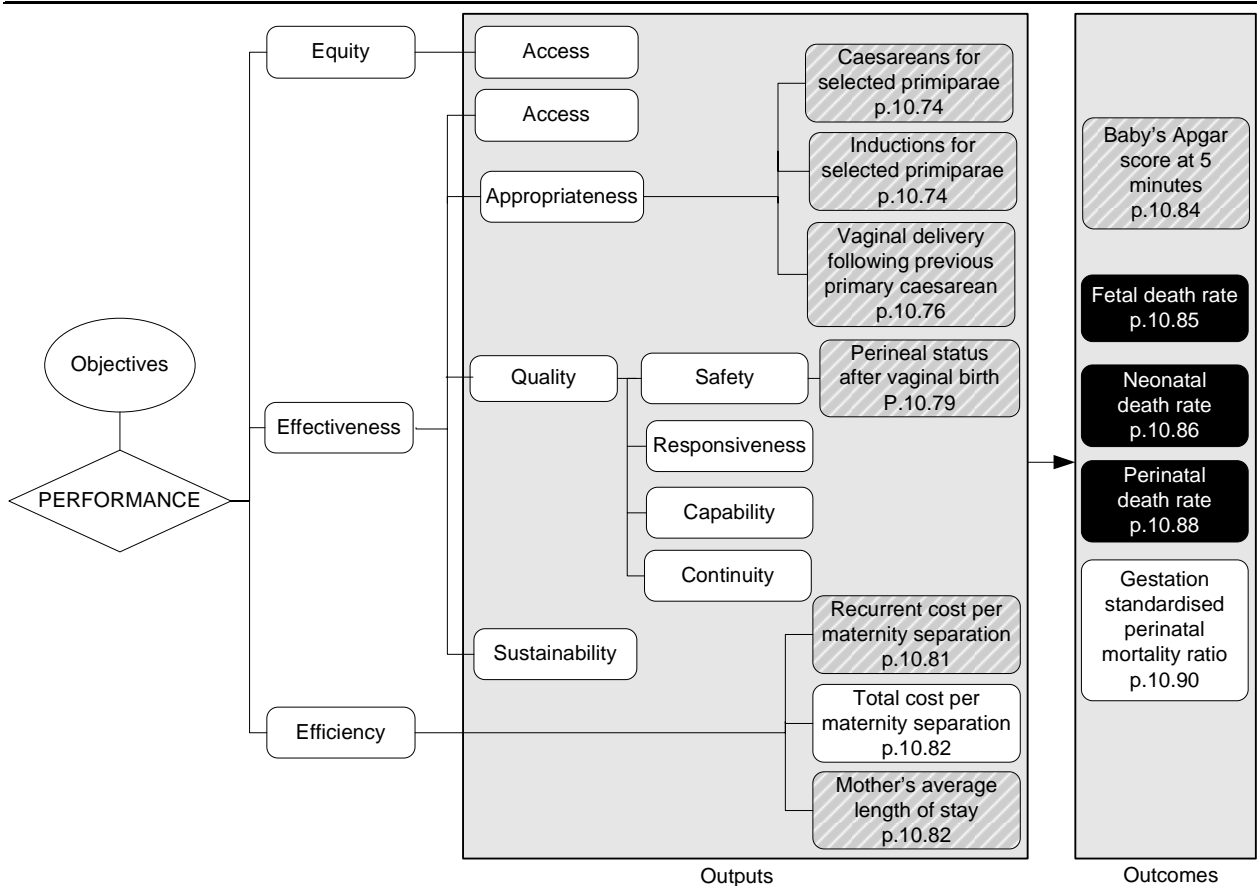 Objectives
PERFORMANCE
Equity
Effectiveness
Efficiency
Access
Access
Appropriateness
Quality
Sustainability
Safety
Responsiveness
Capability
Continuity
Caesareans for
selected primiparae
p.10.74
Inductions for
selected primiparae
p.10.74
Vaginal delivery
following previous
primary caesarean
p.10.76
Perineal status
after vaginal birth
P.10.79
Recurrent cost per
maternity separation
p.10.81
Total cost per
maternity separation
p.10.82
Mother's average
length of stay
p.10.82
Outputs
Baby's Apgar
score at 5
minutes
p.10.84
Fetal death rate
p.10.85
Neonatal
death rate
p.10.86
Perinatal
death rate
p.10.88
Gestation
standardised
perinatal
mortality ratio
p.10.90
Outcomes